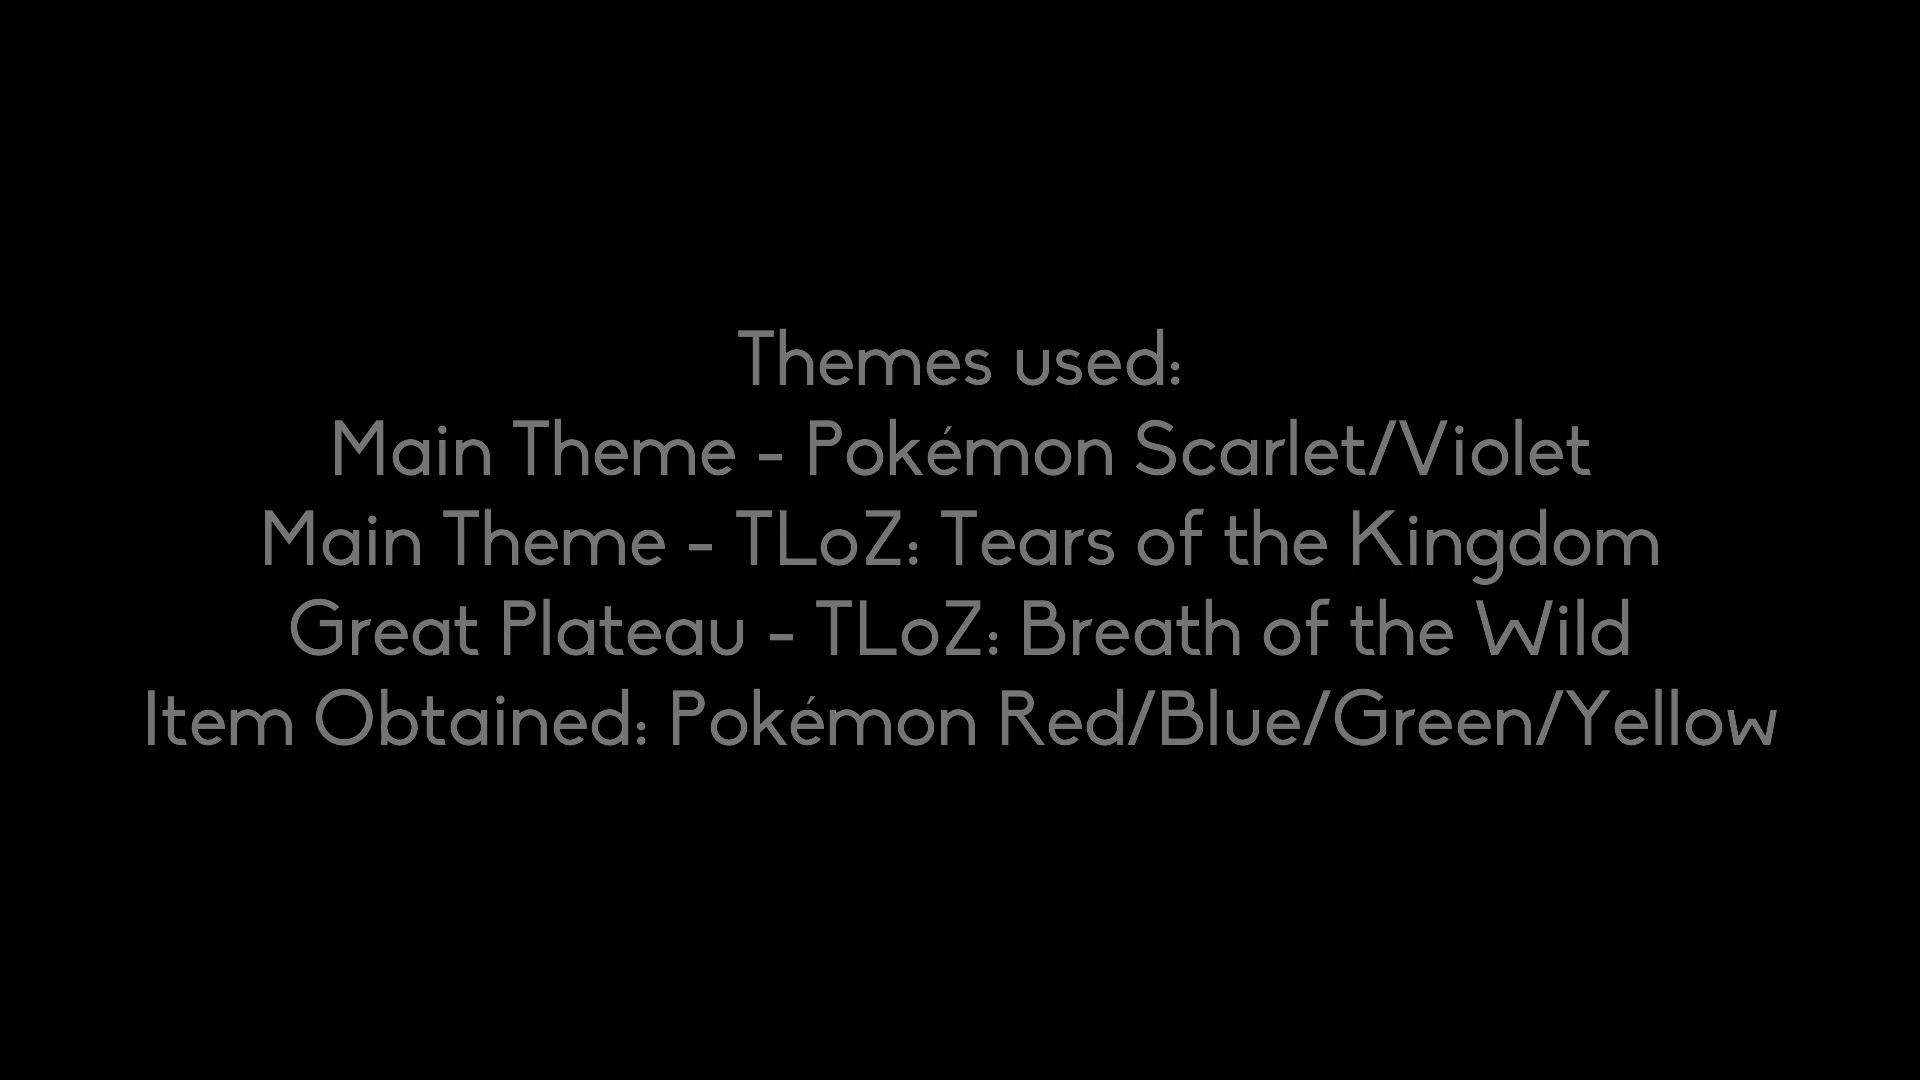 Themes used:
Main Theme - Pokémon Scarlet/Violet
Main Theme - TLoZ: Tears of the Kingdom
Great Plateau - TLoZ: Breath of the Wild
Item Obtained: Pokémon Red/Blue/Green/Yellow